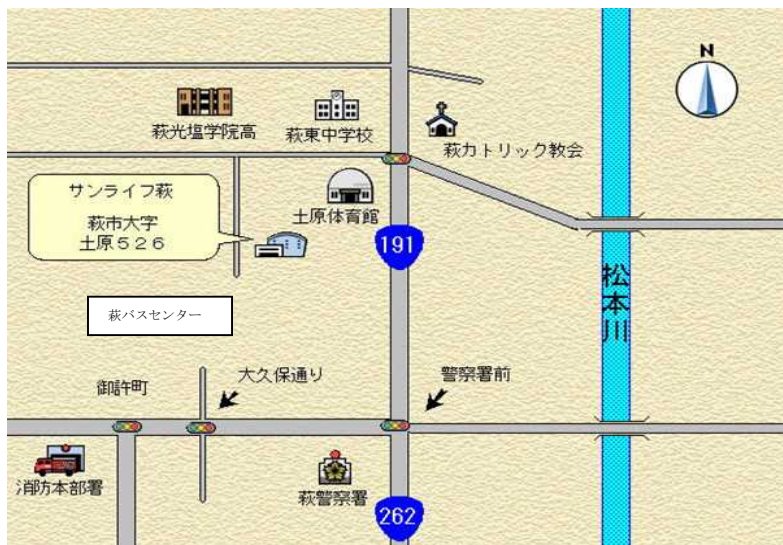 N
萩光塩学院高
萩東中学校
萩カトリック教会
サンライフ萩
萩市大字
土原526
土原体育館
191
松本川
萩バスセンター
御許町
大久保通り
警察署前
消防本部署
萩警察署
262